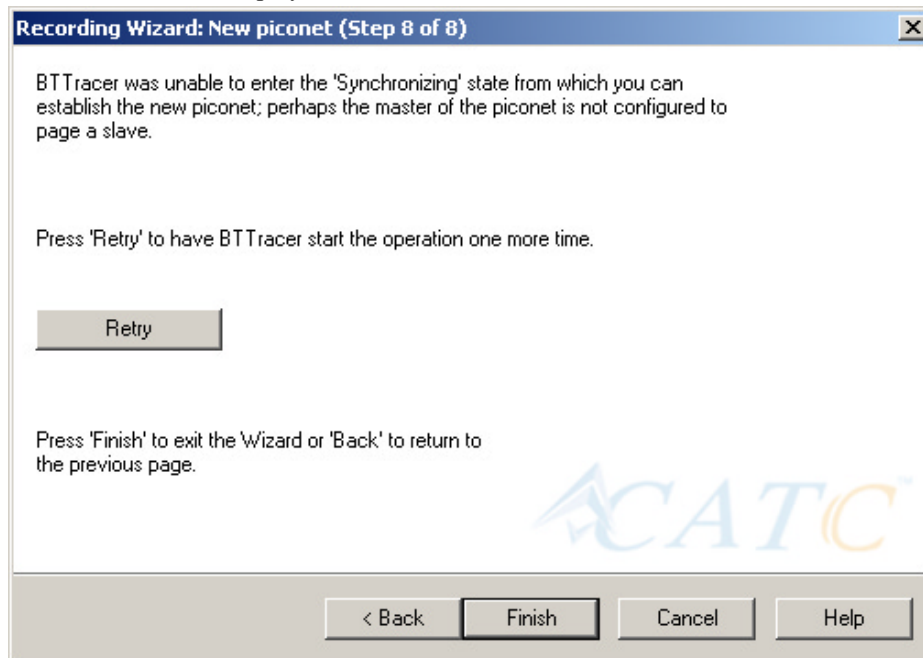 Recording Wizard: New piconet (Step 8 of 8)
BTTracer was unable to enter the 'Synchronizing' state from which you can
establish the new piconet; perhaps the master of the piconet is not configured to
page a slave.
Press 'Retry' to have BTTracer start the operation one more time.
Retry
Press 'Finish' to exit the Wizard or 'Back' to return to
the previous page.
CATC
< Back Finish Cancel Help